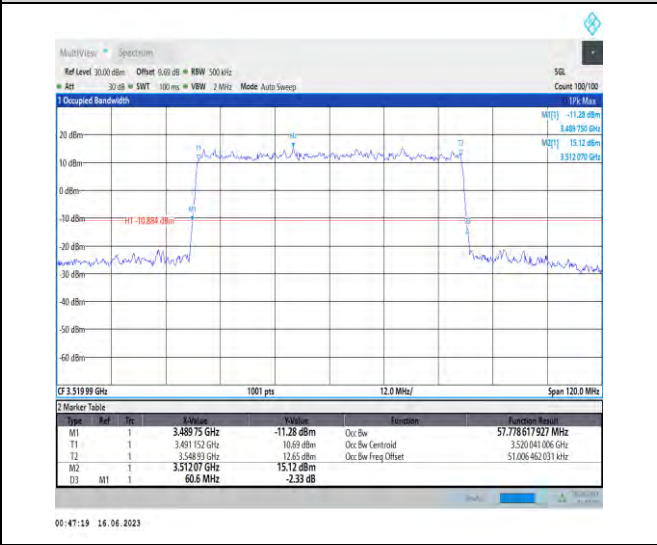 MultiView Spectrum
Ref Level 30.00 dBm Offset 9.69 dB RBW 500 kHz SGL
Att 30 dB SWT 100 ms VBW 2 MHz Mode Auto Sweep Count 100/100
1 Occupied Bandwidth 1Pk Max
M1[1] -11.28 dBm
3.489 750 GHz
M2[1] 15.12 dBm
3.512 070 GHz
20 dBm
M2
T1
T2
10 dBm
0 dBm
M1
-10 dBm
H1 -10.884 dBm
-20 dBm
-30 dBm
-40 dBm
-50 dBm
-60 dBm
CF 3.519 99 GHz 1001 pts 12.0 MHz/ Span 120.0 MHz
2 Marker Table
Type Ref Trc X-Value Y-Value Function Function Result
M1 1 3.489 75 GHz -11.28 dBm Occ Bw 57.778 617 927 MHz
T1 1 3.491 152 GHz 10.69 dBm Occ Bw Centroid 3.520 041 006 GHz
T2 1 3.548 93 GHz 12.65 dBm Occ Bw Freq Offset 51.006 462 031 kHz
M2 1 3.512 07 GHz 15.12 dBm
D3 M1 1 60.6 MHz -2.33 dB
00:47:19 16.06.2023